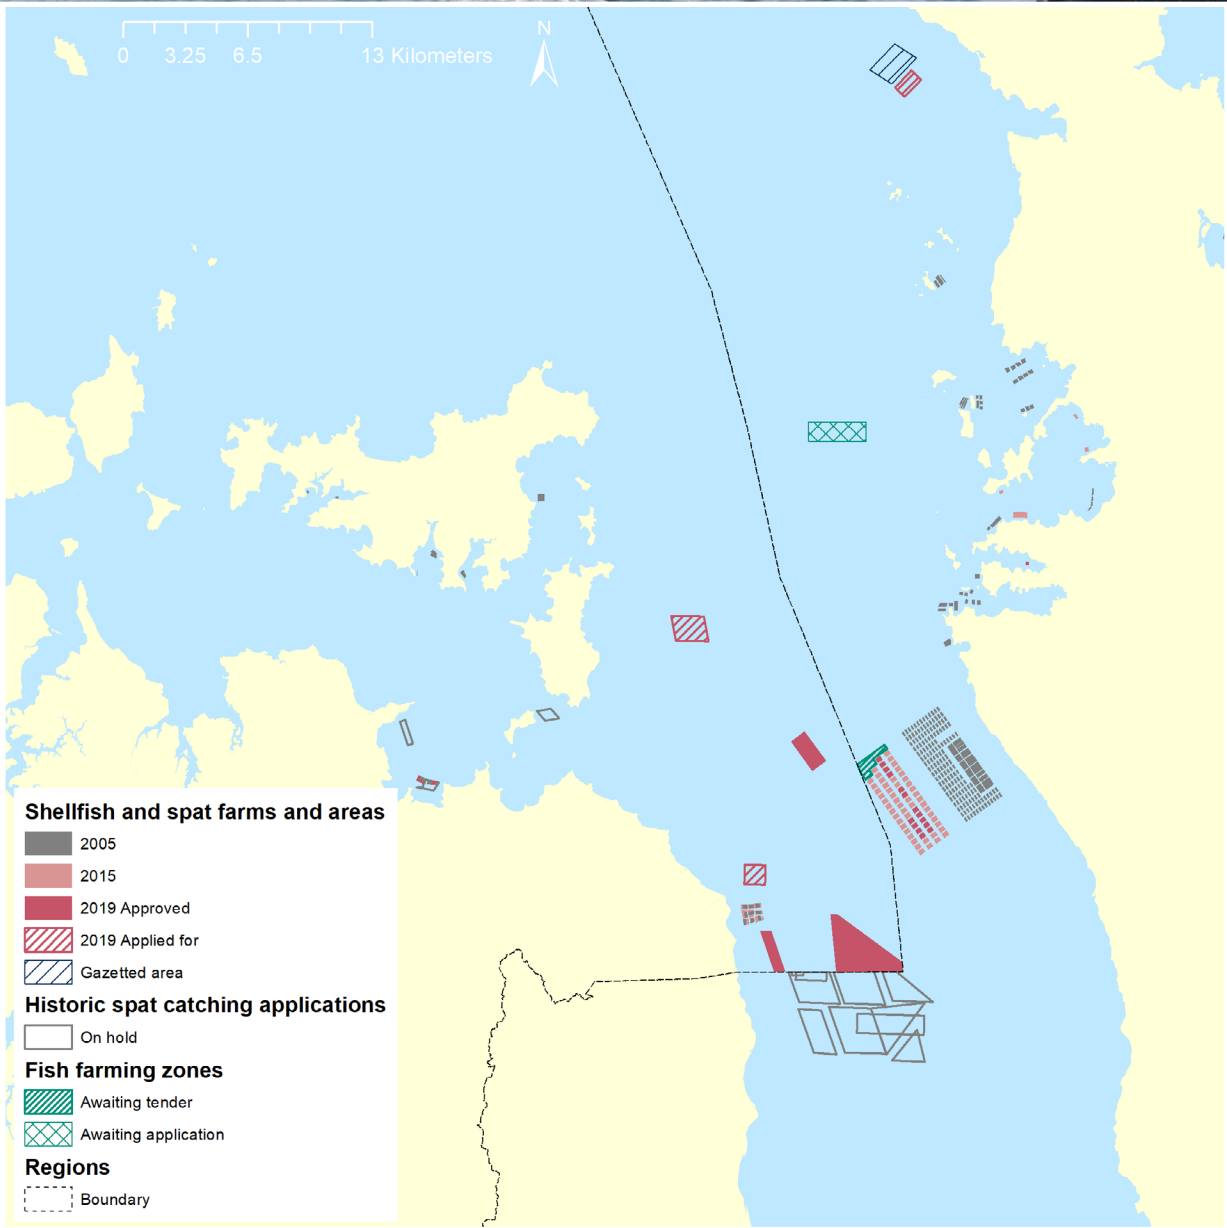 N
0 3.25 6.5 13 Kilometers
Shellfish and spat farms and areas
2005
2015
2019 Approved
2019 Applied for
Gazetted area
Historic spat catching applications
On hold
Fish farming zones
Awaiting tender
Awaiting application
Regions
Boundary